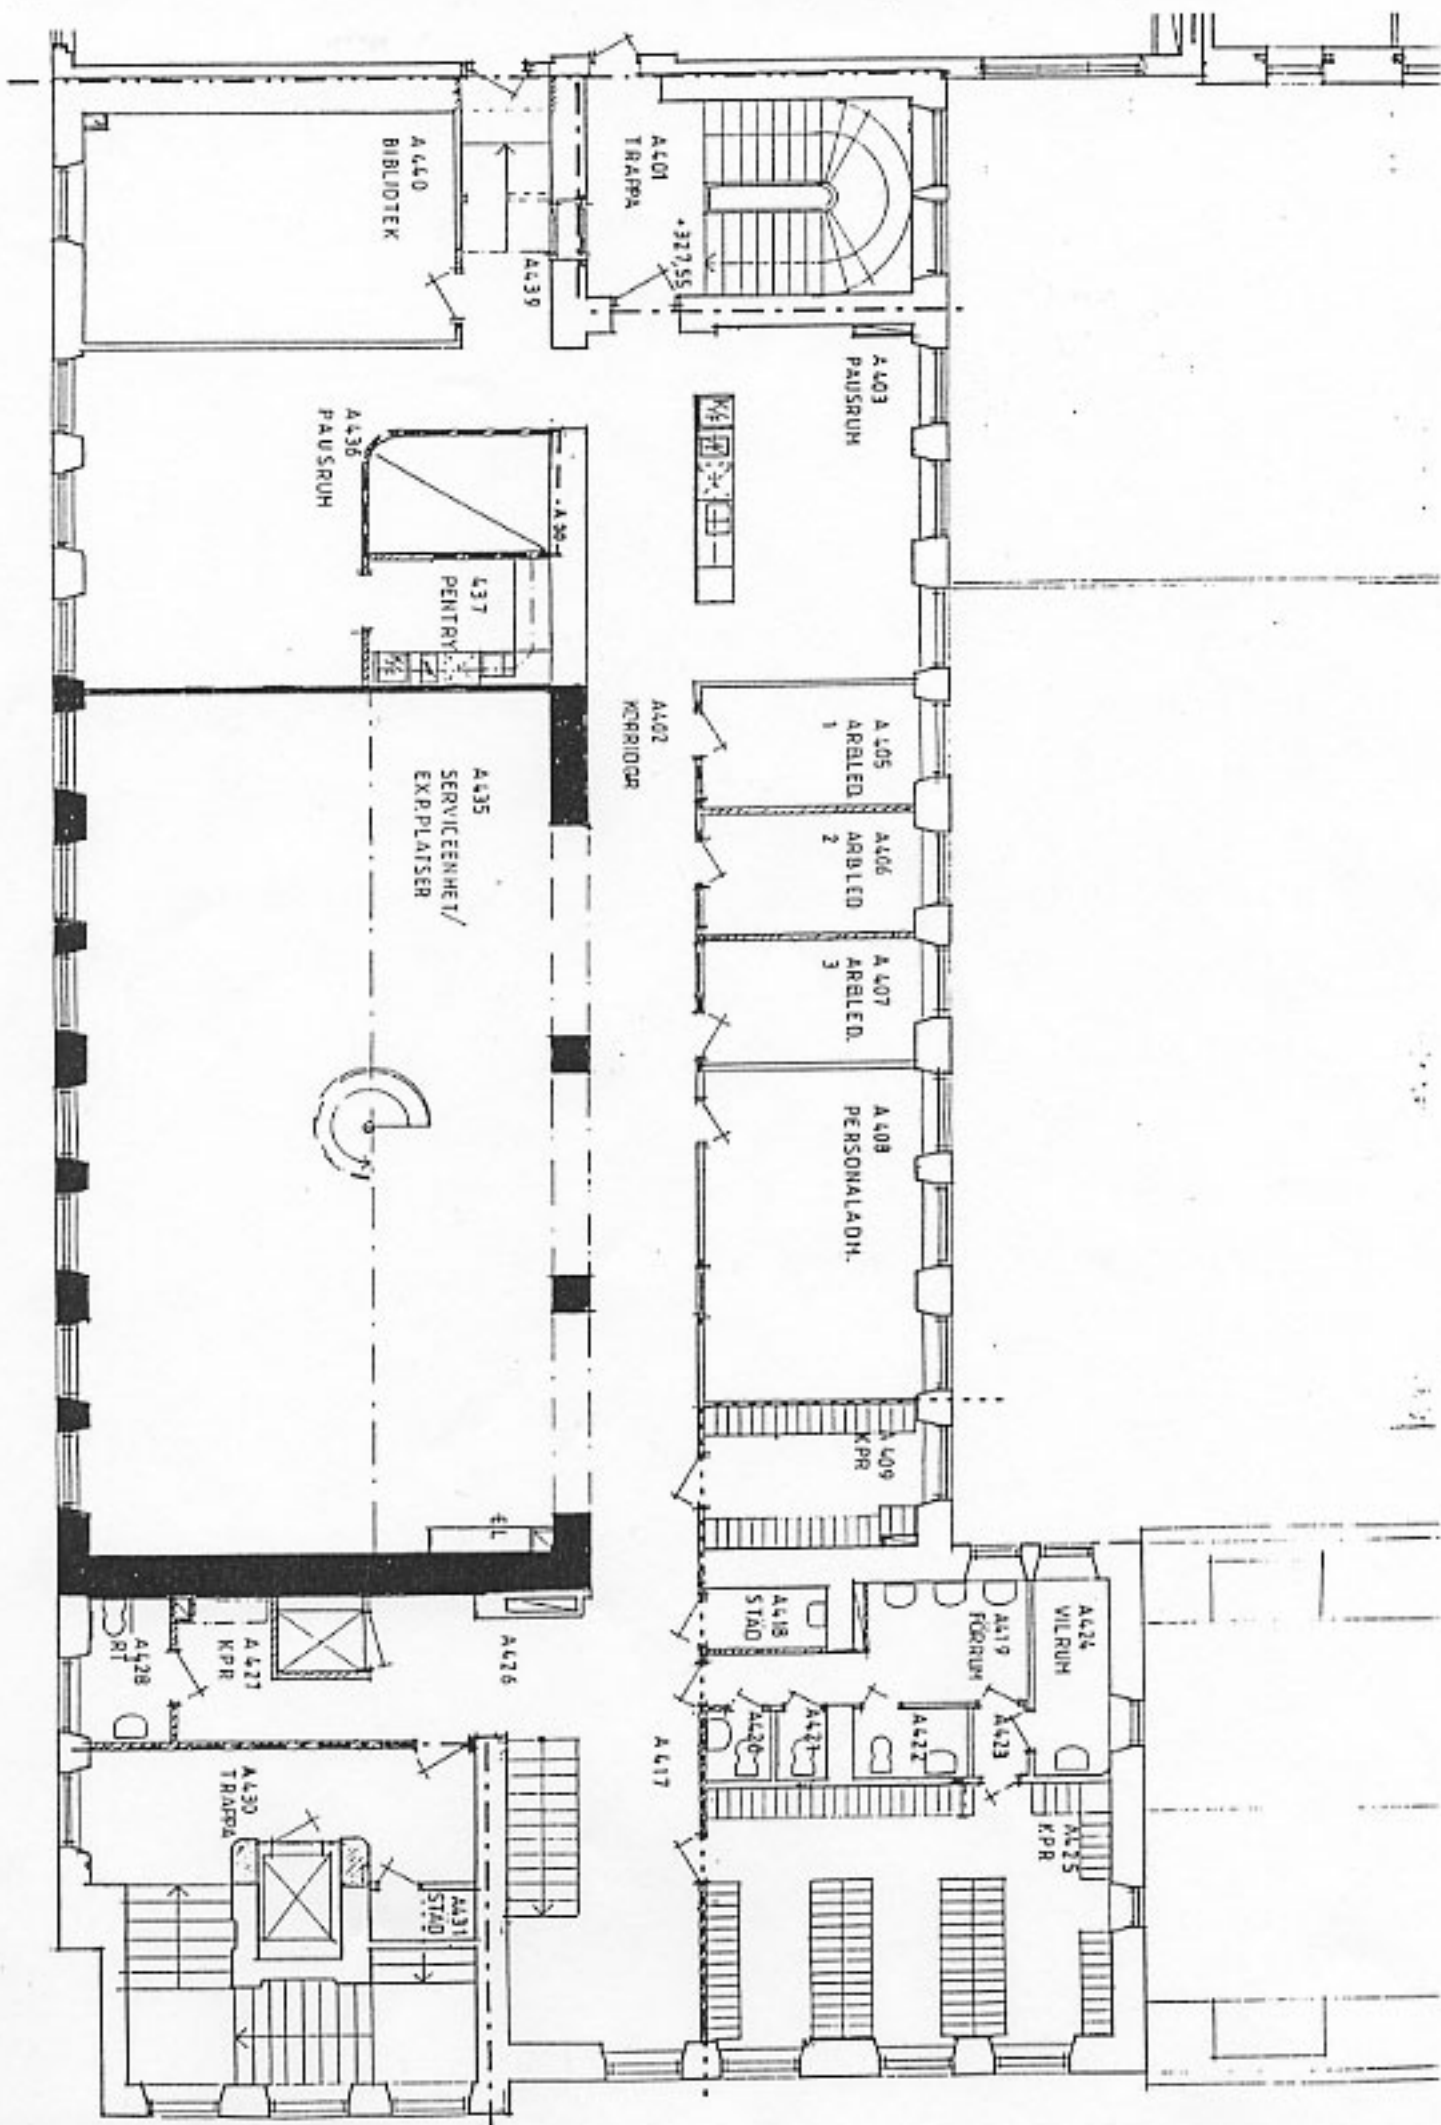 A440
BIBLIOTEK
A401
TRAPPA
+327,55
A439
A403
PAUSRUM
A436
PAUSRUM
437
PENTRY
K/F
K/F
A402
KORRIDOR
A405
ARBLED.
1
A406
ARBLED
2
A407
ARBLED.
3
A435
SERVICEENHET/
EXP.PLATSER
A408
PERSONALADM.
A409
KPR
EL
A418
STÄD
A419
FÖRRUM
A424
VILRUM
A428
RT
A427
KPR
A426
A420
A421
A422
A423
A417
A425
KPR
A430
TRAPPA
A431
STÄD